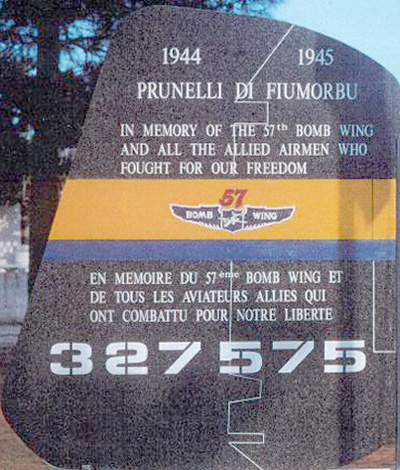 1944 1945
PRUNELLI DI FIUMORBU
IN MEMORY OF THE 57th BOMB WING
AND ALL THE ALLIED AIRMEN WHO
FOUGHT FOR OUR FREEDOM
57
BOMB WING
EN MEMOIRE DU 57ème BOMB WING ET
DE TOUS LES AVIATEURS ALLIES QUI
ONT COMBATTU POUR NOTRE LIBERTE
327575